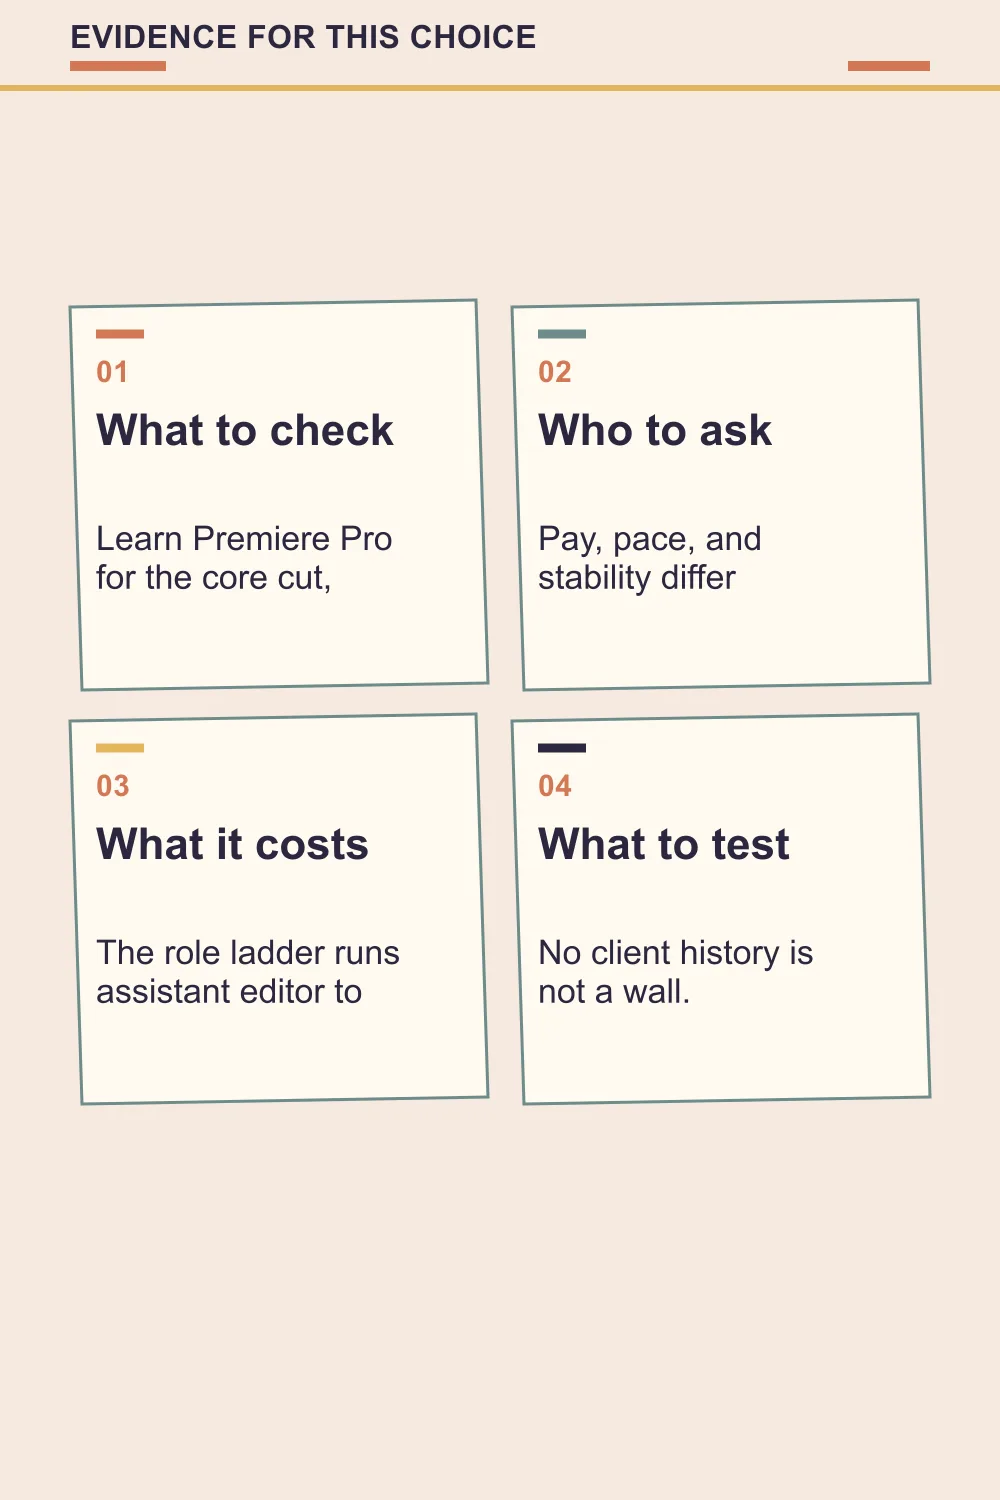 EVIDENCE FOR THIS CHOICE
01
What to check
Learn Premiere Pro
for the core cut,
02
Who to ask
Pay, pace, and
stability differ
03
What it costs
The role ladder runs
assistant editor to
04
What to test
No client history is
not a wall.